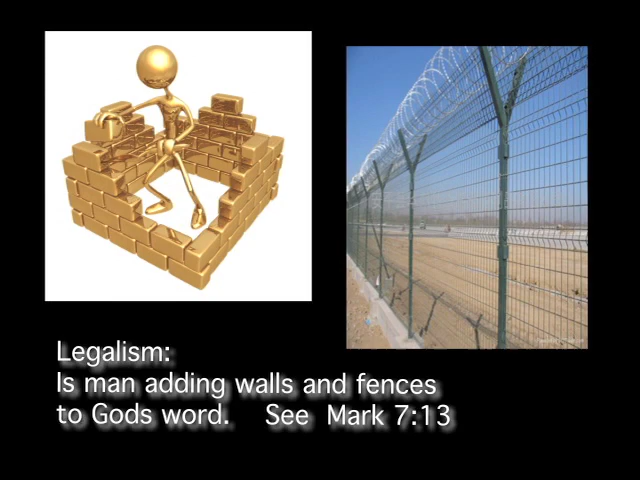 Legalism:
Is man adding walls and fences
to Gods word. See Mark 7:13